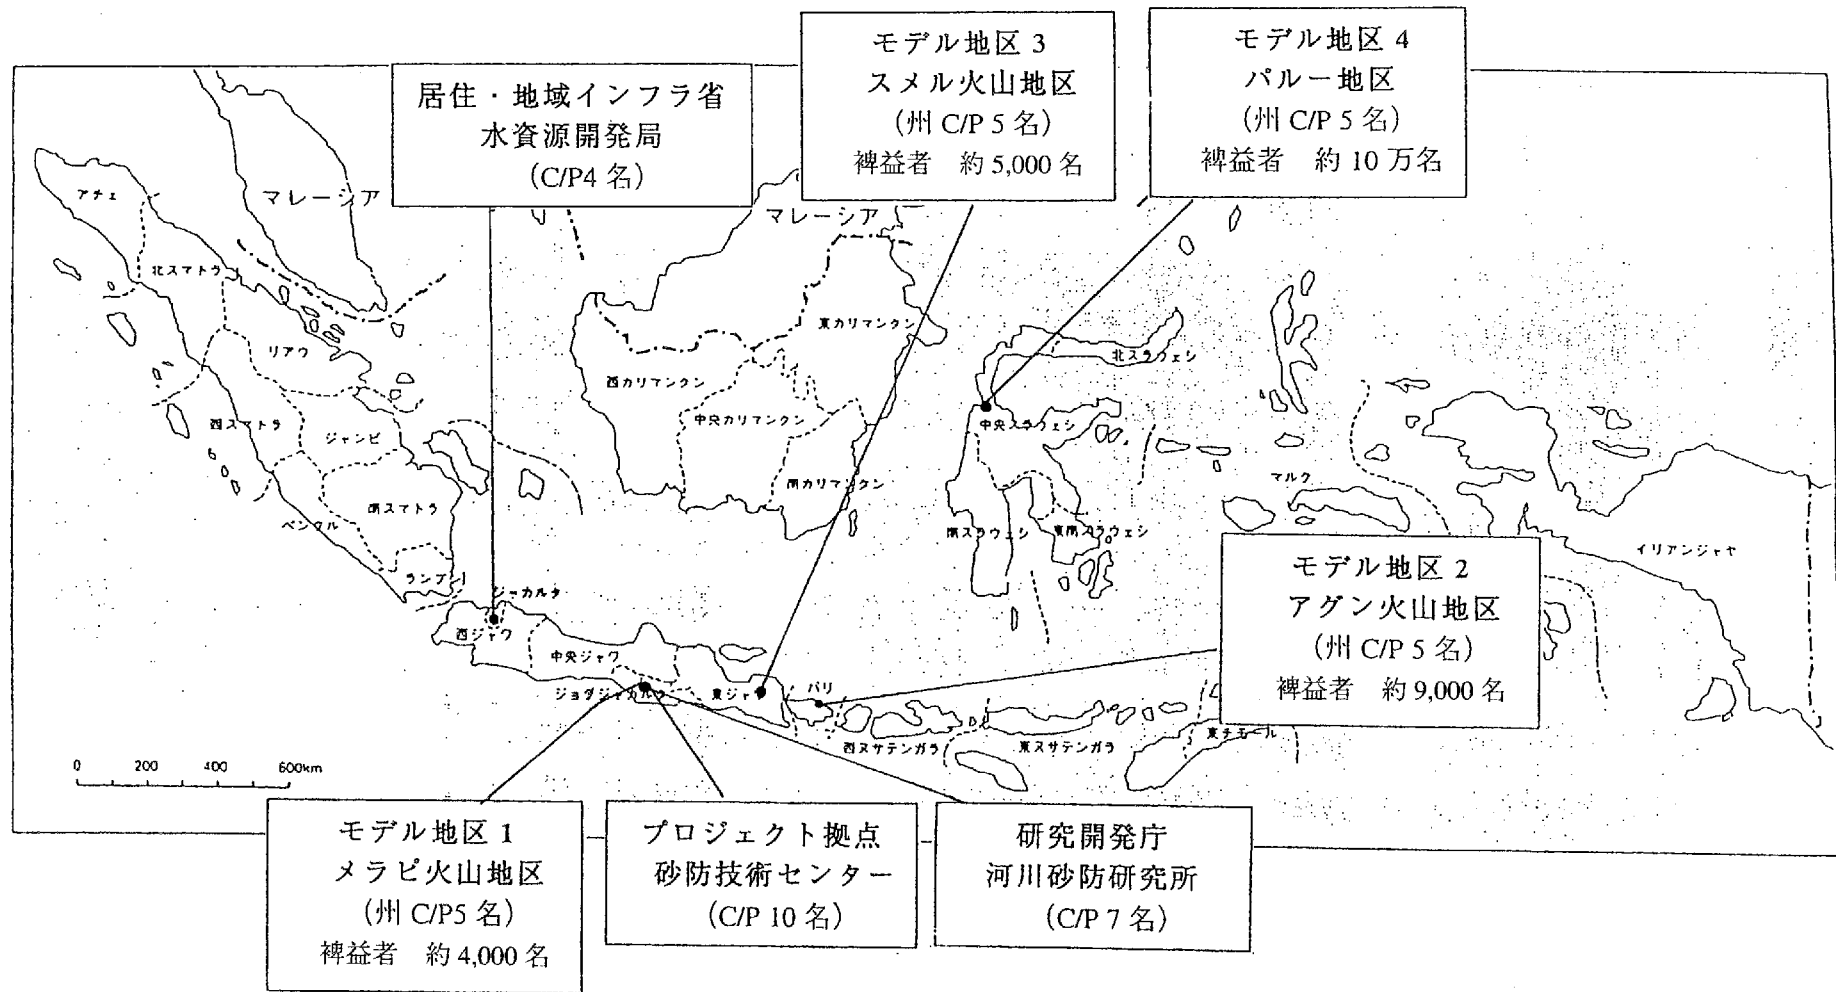 モデル地区 3
スメル火山地区
(州 C/P 5 名)
裨益者 約 5,000 名
モデル地区 4
パルー地区
(州 C/P 5 名)
裨益者 約 10 万名
居住・地域インフラ省
水資源開発局
(C/P4 名)
マレーシア
マレーシア
アチェ
北スマトラ
リアウ
西スマトラ
ジャンビ
南スマトラ
ベンクル
ランプン
東カリマンタン
西カリマンタン
中央カリマンタン
南カリマンタン
北スラウェシ
中央スラウェシ
南スラウェシ
東南スラウェシ
マルク
イリアンジャヤ
ジャカルタ
西ジャワ
中央ジャワ
ジョグジャカルタ
東ジャ
バリ
西ヌサテンガラ
東ヌサテンガラ
東チモール
モデル地区 2
アグン火山地区
(州 C/P 5 名)
裨益者 約 9,000 名
0 200 400 600km
モデル地区 1
メラピ火山地区
(州 C/P5 名)
裨益者 約 4,000 名
プロジェクト拠点
砂防技術センター
(C/P 10 名)
研究開発庁
河川砂防研究所
(C/P 7 名)